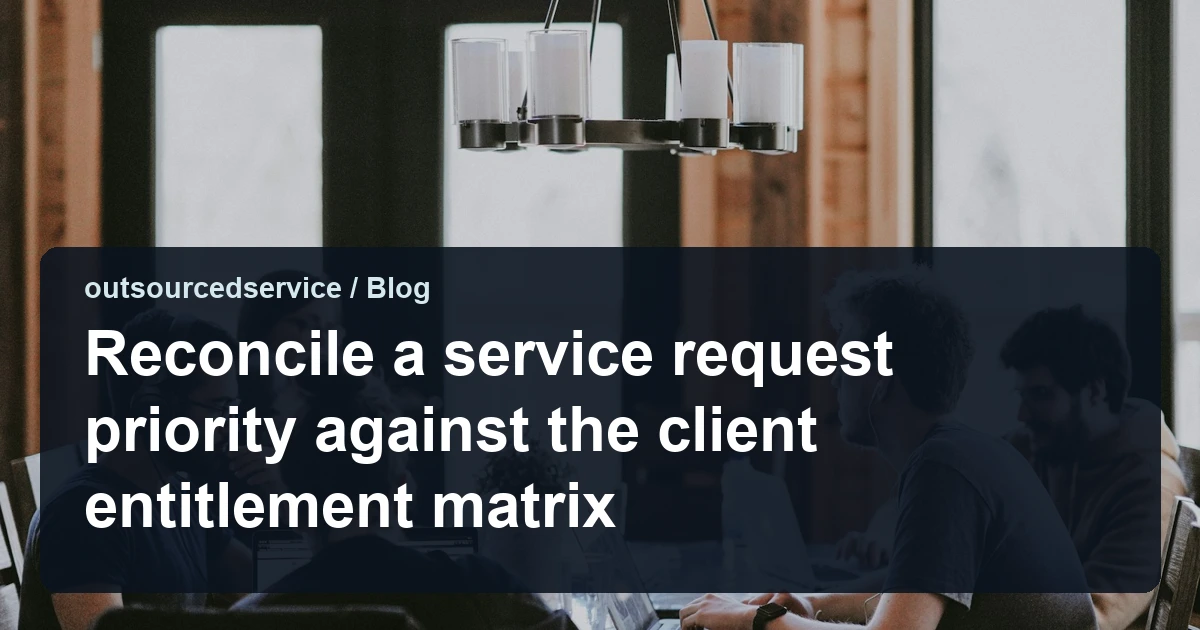 outsourcedservice / Blog
Reconcile a service request
priority against the client
entitlement matrix